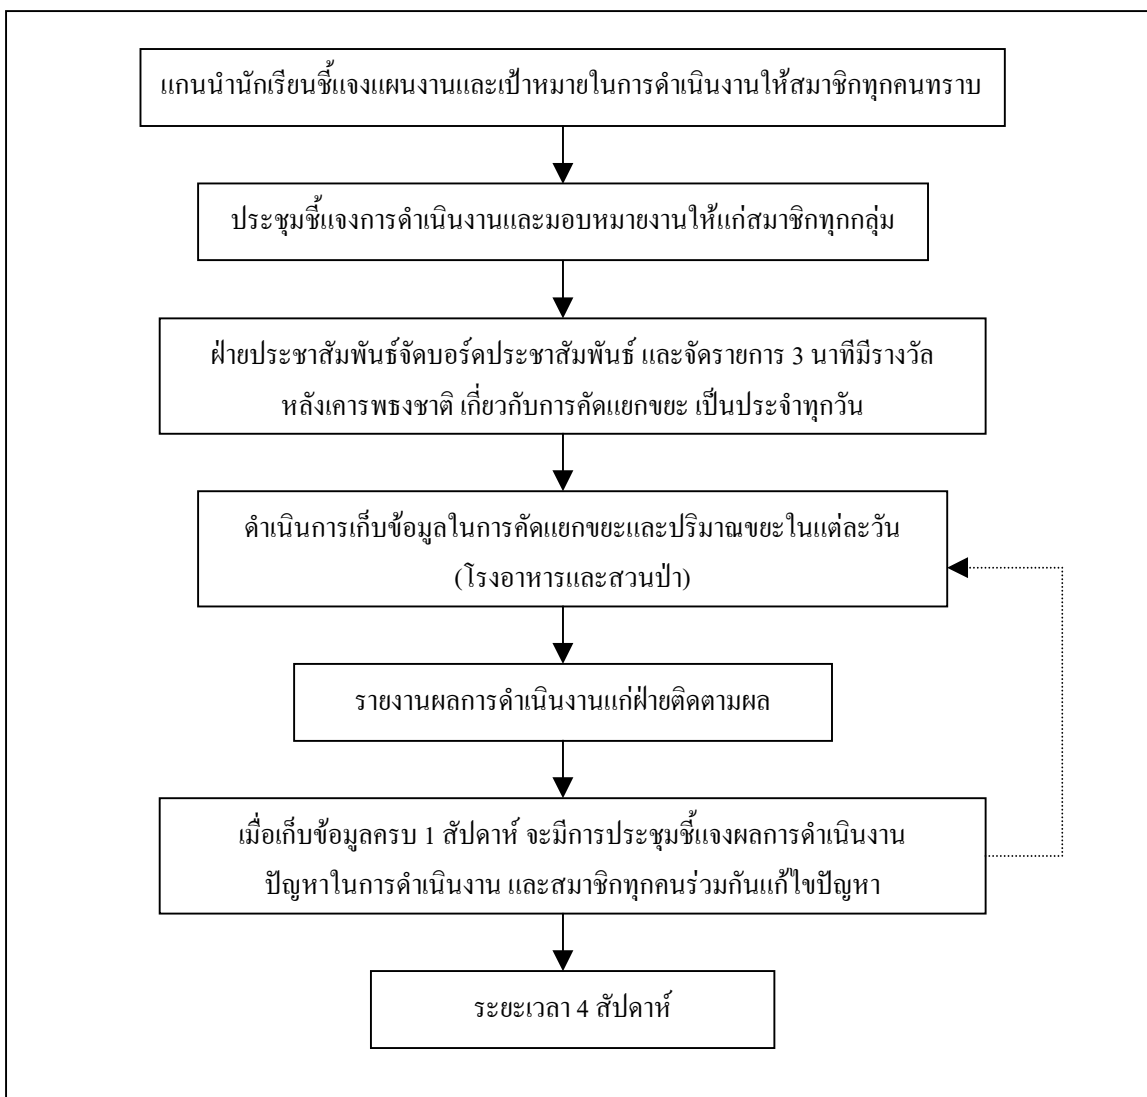 แกนนำนักเรียนชี้แจงแผนงานและเป้าหมายในการดำเนินงานให้สมาชิกทุกคนทราบ
ประชุมชี้แจงการดำเนินงานและมอบหมายงานให้แก่สมาชิกทุกกลุ่ม
ฝ่ายประชาสัมพันธ์จัดบอร์ดประชาสัมพันธ์ และจัดรายการ 3 นาทีมีรางวัล
หลังเคารพธงชาติ เกี่ยวกับการคัดแยกขยะ เป็นประจำทุกวัน
ดำเนินการเก็บข้อมูลในการคัดแยกขยะและปริมาณขยะในแต่ละวัน
(โรงอาหารและสวนป่า)
รายงานผลการดำเนินงานแก่ฝ่ายติดตามผล
เมื่อเก็บข้อมูลครบ 1 สัปดาห์ จะมีการประชุมชี้แจงผลการดำเนินงาน
ปัญหาในการดำเนินงาน และสมาชิกทุกคนร่วมกันแก้ไขปัญหา
ระยะเวลา 4 สัปดาห์